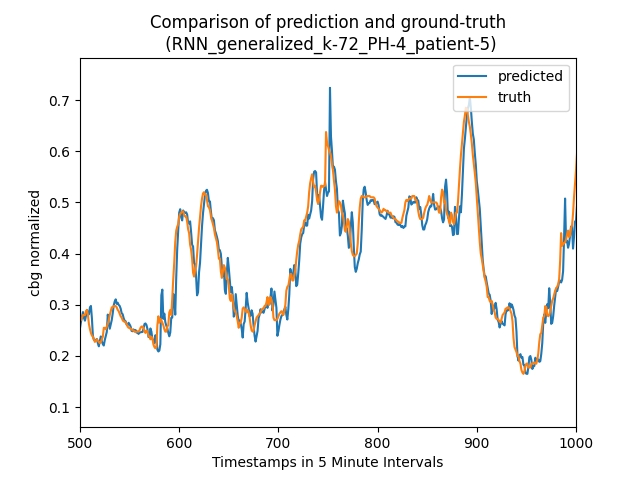 Comparison of prediction and ground-truth
(RNN_generalized_k-72_PH-4_patient-5)
predicted
truth
cbg normalized
0.7
0.6
0.5
0.4
0.3
0.2
0.1
500 600 700 800 900 1000
Timestamps in 5 Minute Intervals